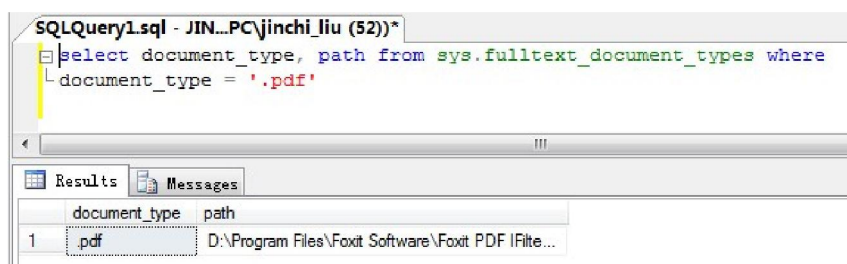 SQLQuery1.sql - JIN...PC\jinchi_liu (52))*
select document_type, path from sys.fulltext_document_types where
document_type = '.pdf'
Results Messages
document_type path
1 .pdf D:\Program Files\Foxit Software\Foxit PDF IFilte...